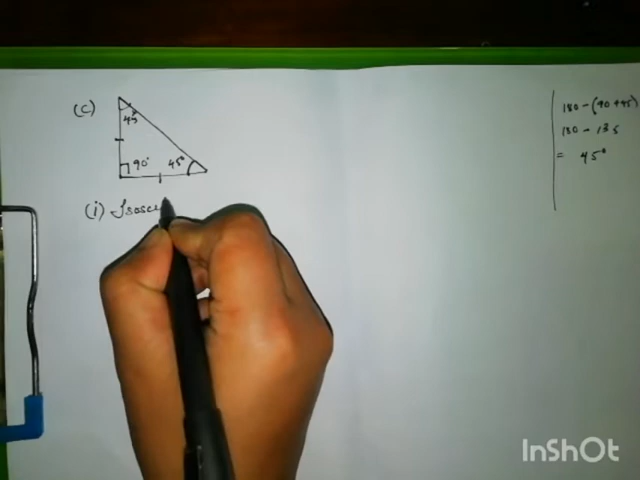 (c)
45°
90° 45°
(i) Isosce
180 - (90+45)
180 - 135
= 45°
InShOt